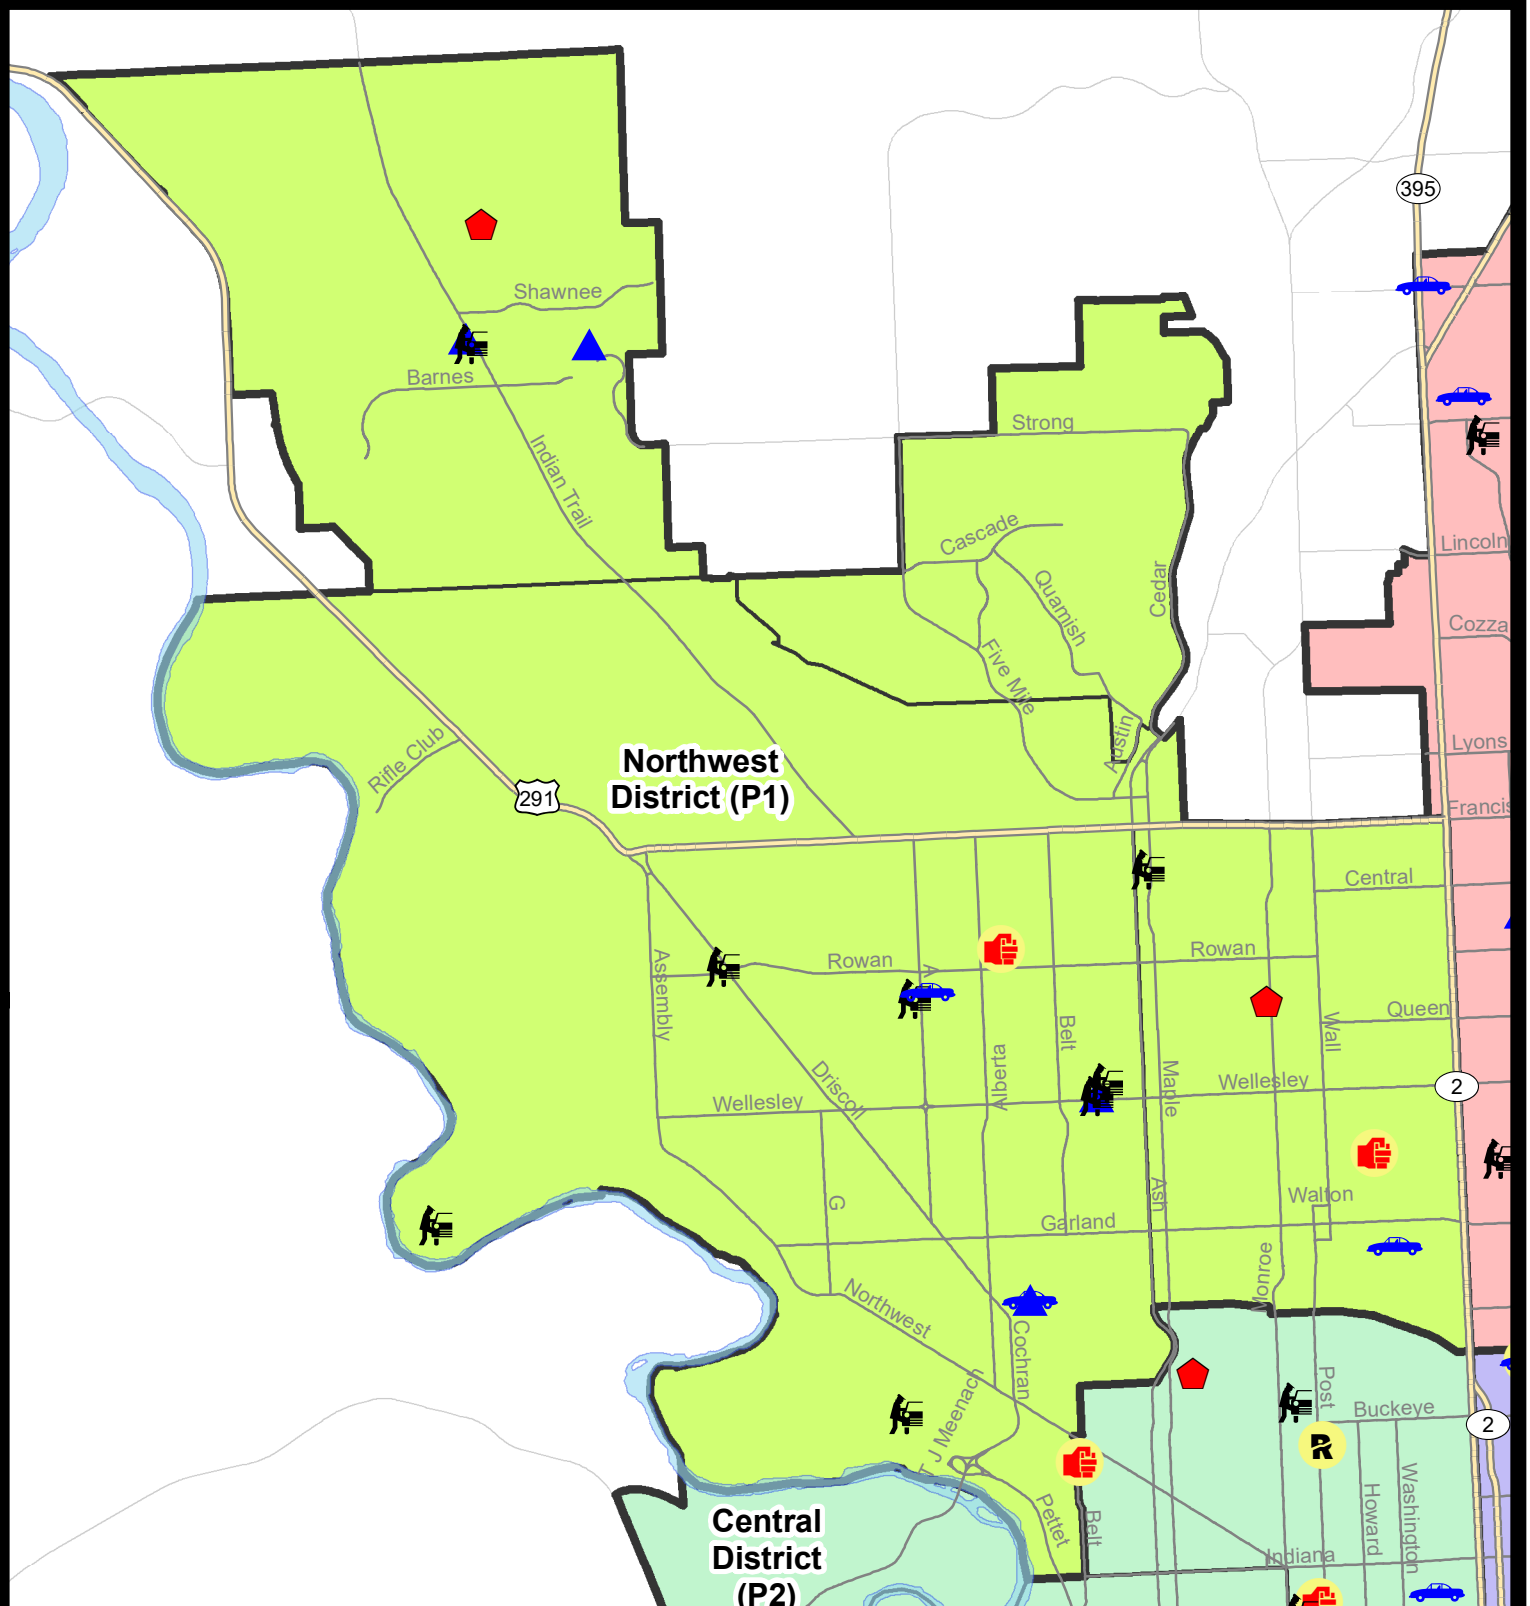 395
Shawnee
Barnes
Indian Trail
Strong
Cascade
Quamish
Cedar
Five Mile
Austin
Lincoln
Cozza
Lyons
Francis
Rifle Club
291
Northwest
District (P1)
Central
Rowan
Rowan
A
Assembly
Queen
Belt
Wall
Alberta
Driscoll
Maple
Wellesley
Wellesley
2
G
Ash
Walton
Garland
Monroe
Northwest
Cochran
T J Meenach
Post
Buckeye
2
R
Pettet
Belt
Howard
Washington
Indiana
Central
District
(P2)